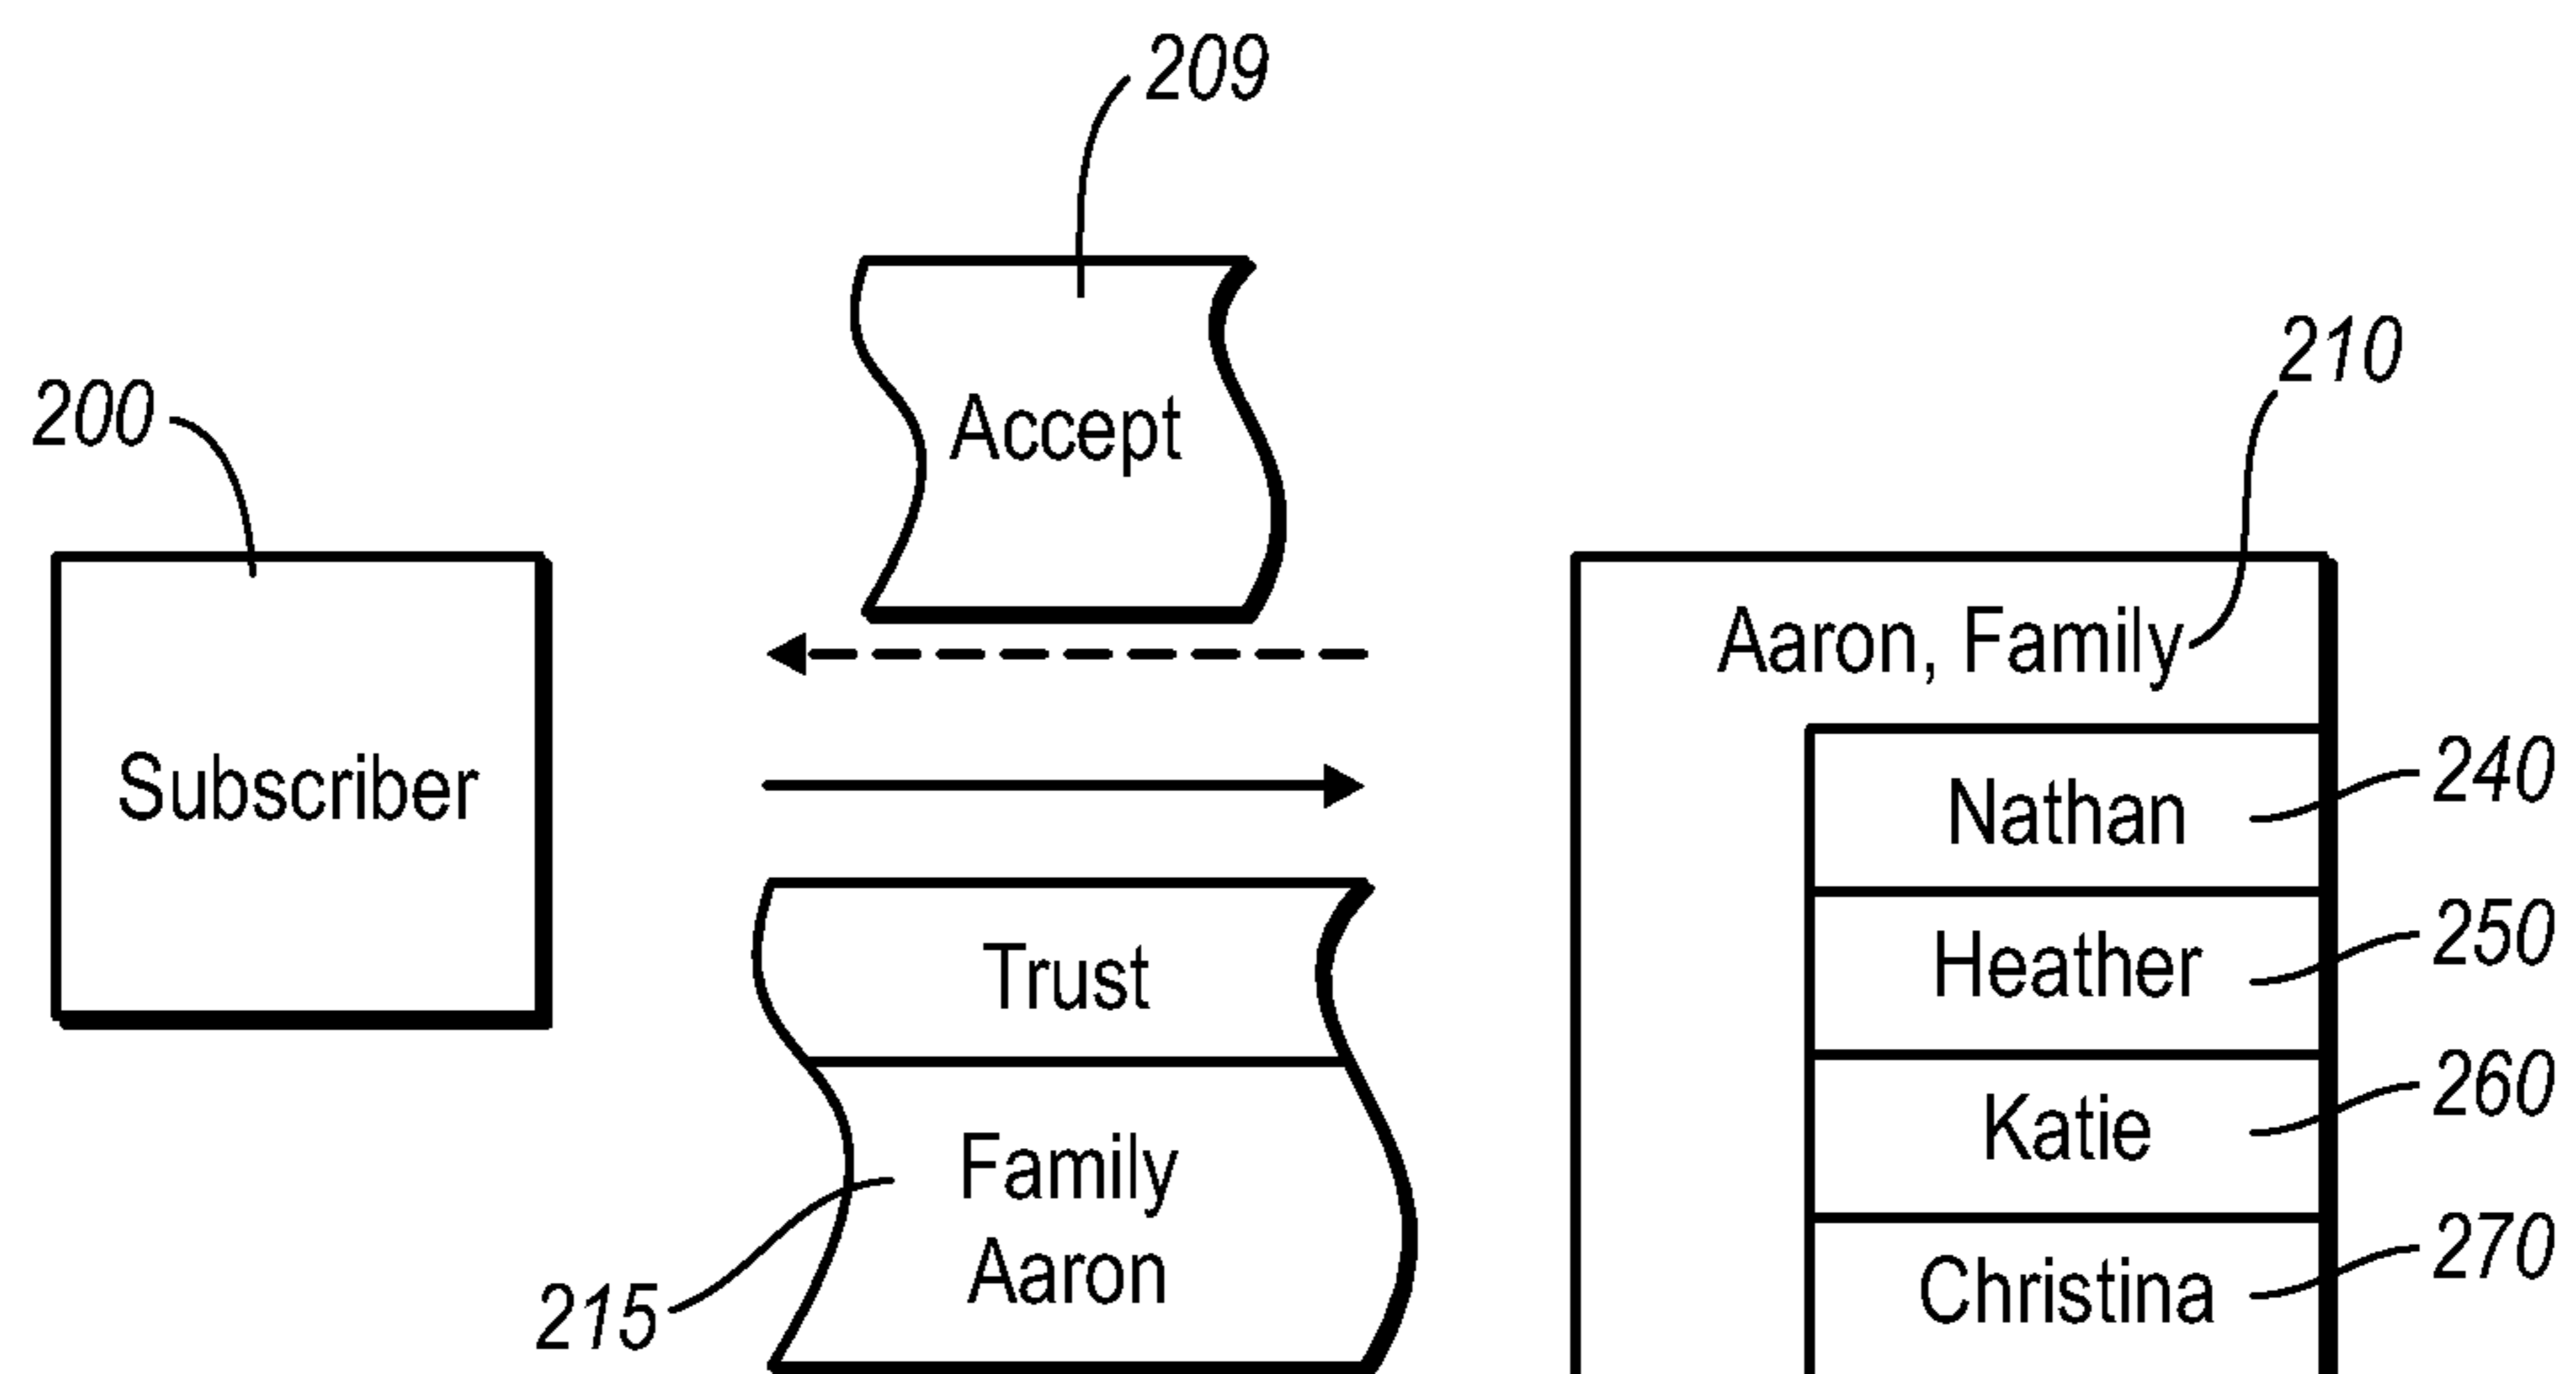 209
210
200
Accept
Aaron, Family
Subscriber
Nathan
240
Heather
250
Trust
Katie
260
Family
Aaron
Christina
270
215